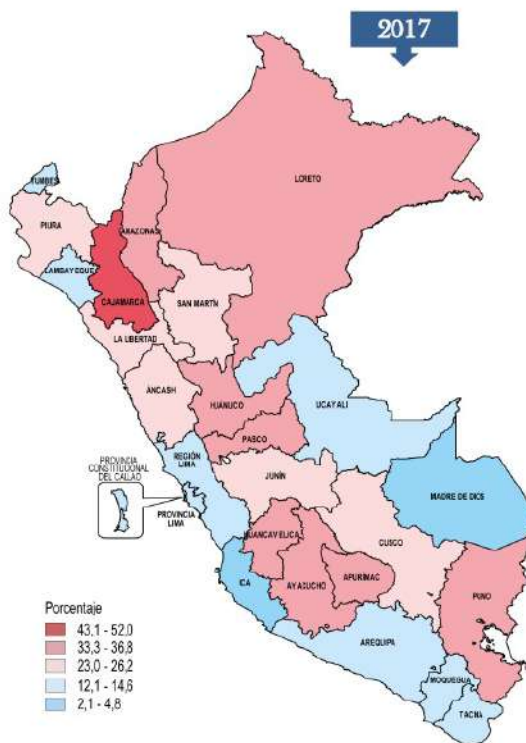 2017
LORETO
TUMBES
PIURA
AMAZONAS
LAMBAYEQUE
CAJAMARCA
SAN MARTÍN
LA LIBERTAD
ÁNCASH
HUÁNUCO
UCAYALI
PASCO
PROVINCIA
CONSTITUCIONAL
DEL CALLAO
REGIÓN
LIMA
JUNÍN
PROVINCIA
LIMA
MADRE DE DIOS
HUANCAVELICA
CUSCO
ICA
AYACUCHO
APURÍMAC
PUNO
AREQUIPA
MOQUEGUA
TACNA
Porcentaje
43,1 - 52,0
33,3 - 36,8
23,0 - 26,2
12,1 - 14,6
2,1 - 4,8